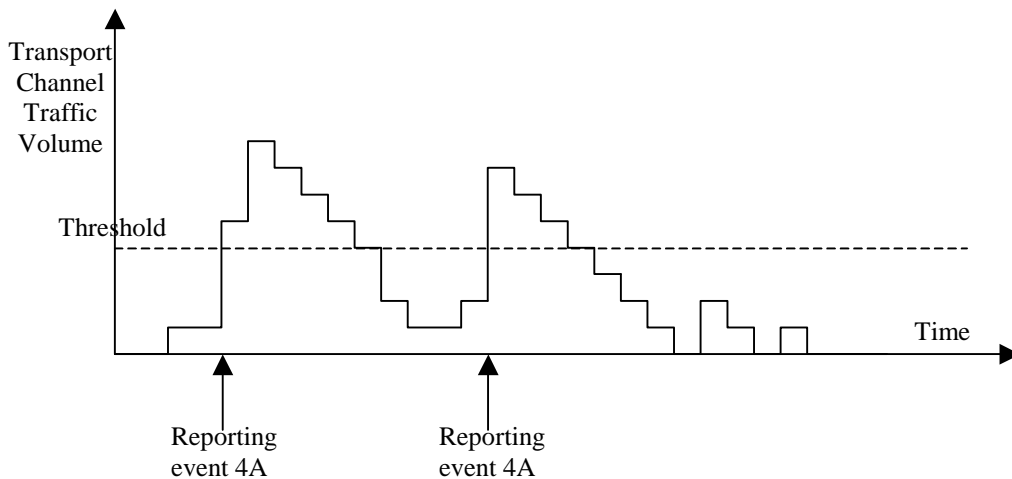 Transport
Channel
Traffic
Volume
Threshold
Time
Reporting
event 4A
Reporting
event 4A